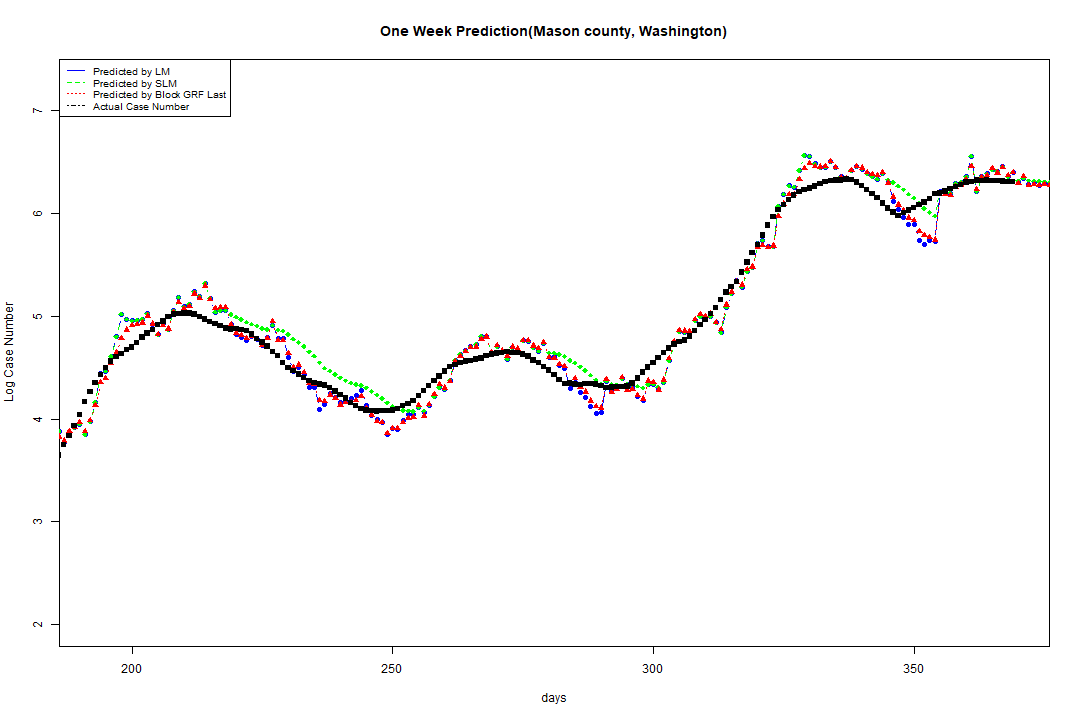 One Week Prediction(Mason county, Washington)
Predicted by LM
Predicted by SLM
Predicted by Block GRF Last
Actual Case Number
7
6
5
4
3
2
Log Case Number
200 250 300 350
days